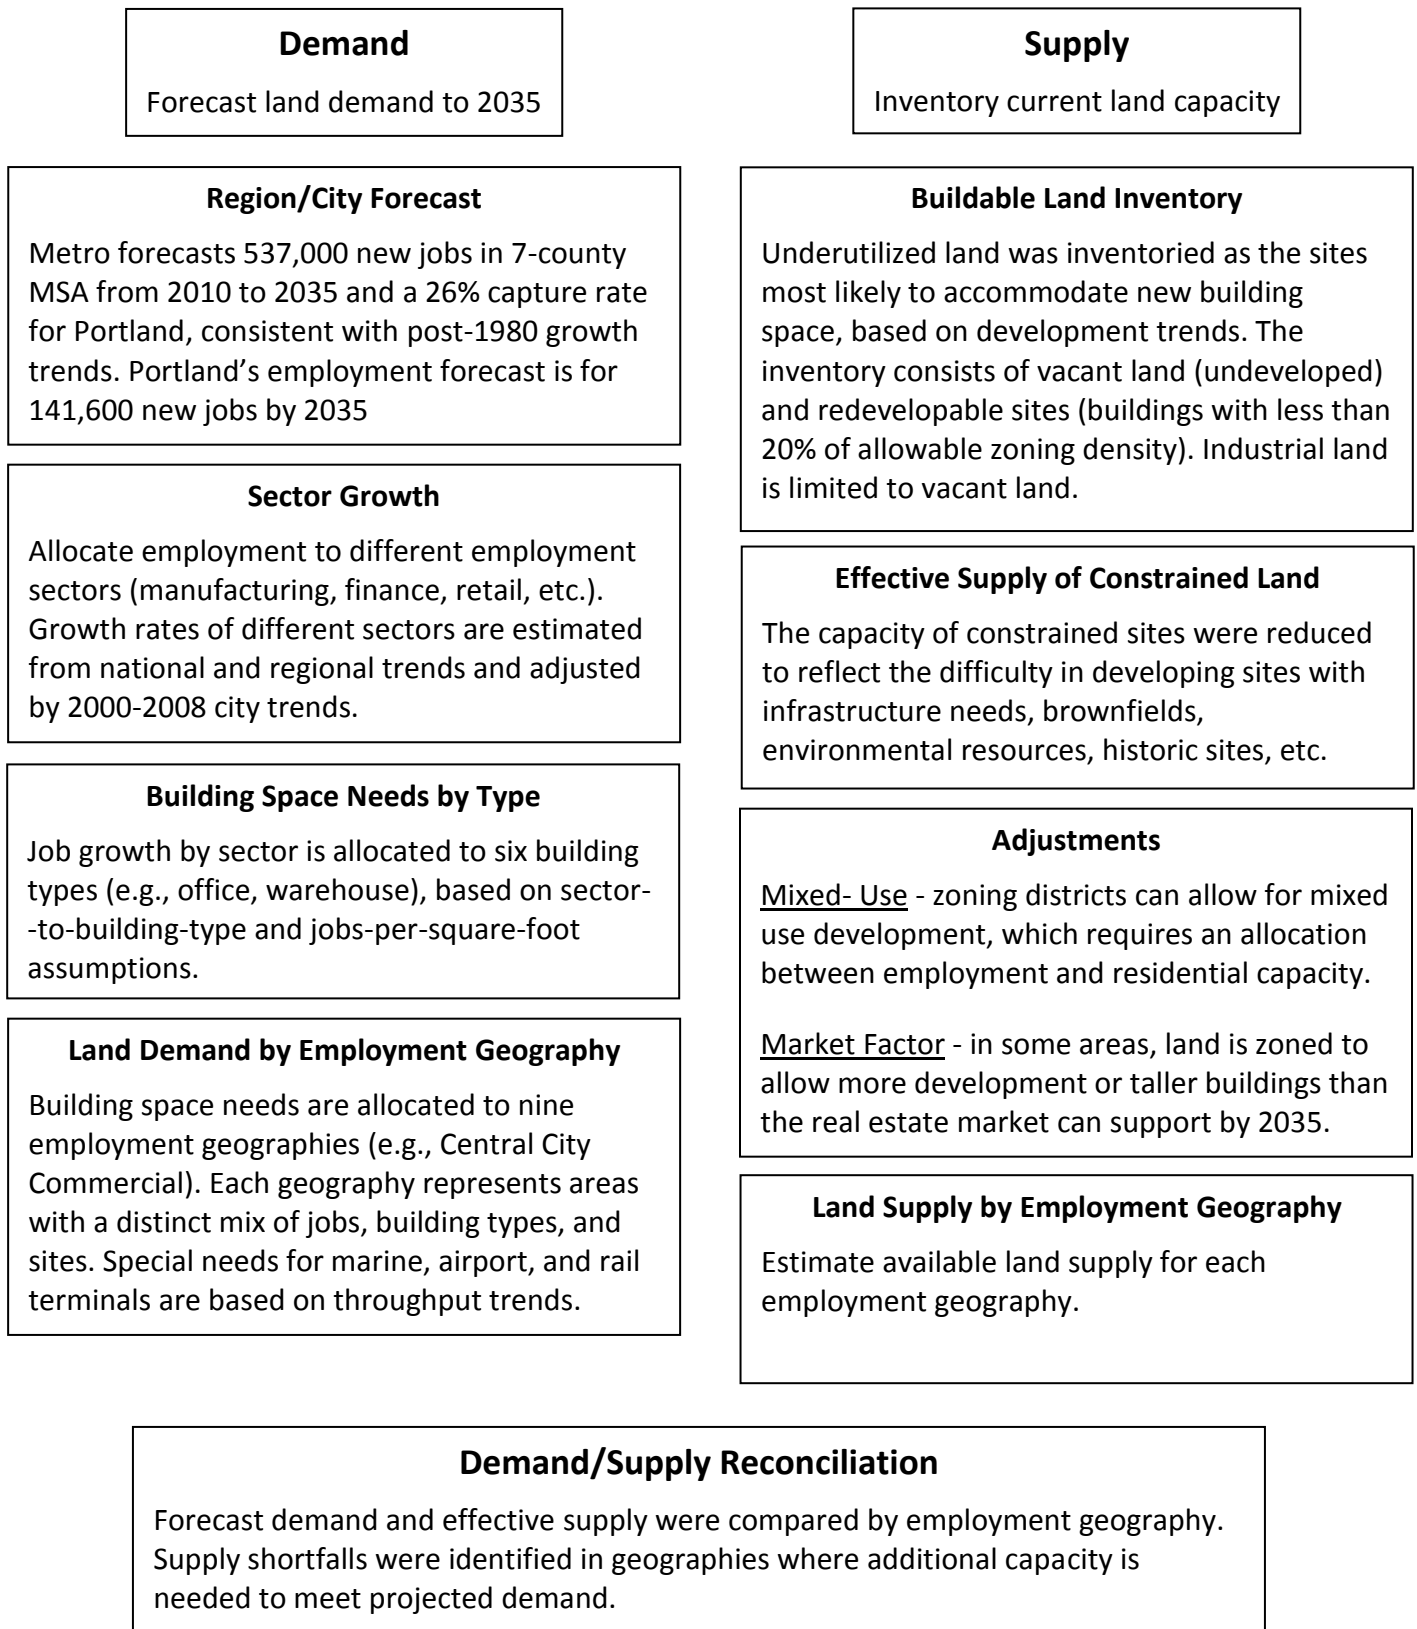 Demand
Forecast land demand to 2035
Region/City Forecast
Metro forecasts 537,000 new jobs in 7-county
MSA from 2010 to 2035 and a 26% capture rate
for Portland, consistent with post-1980 growth
trends. Portland’s employment forecast is for
141,600 new jobs by 2035
Sector Growth
Allocate employment to different employment
sectors (manufacturing, finance, retail, etc.).
Growth rates of different sectors are estimated
from national and regional trends and adjusted
by 2000-2008 city trends.
Building Space Needs by Type
Job growth by sector is allocated to six building
types (e.g., office, warehouse), based on sector-
-to-building-type and jobs-per-square-foot
assumptions.
Land Demand by Employment Geography
Building space needs are allocated to nine
employment geographies (e.g., Central City
Commercial). Each geography represents areas
with a distinct mix of jobs, building types, and
sites. Special needs for marine, airport, and rail
terminals are based on throughput trends.
Supply
Inventory current land capacity
Buildable Land Inventory
Underutilized land was inventoried as the sites
most likely to accommodate new building
space, based on development trends. The
inventory consists of vacant land (undeveloped)
and redevelopable sites (buildings with less than
20% of allowable zoning density). Industrial land
is limited to vacant land.
Effective Supply of Constrained Land
The capacity of constrained sites were reduced
to reflect the difficulty in developing sites with
infrastructure needs, brownfields,
environmental resources, historic sites, etc.
Adjustments
Mixed- Use - zoning districts can allow for mixed
use development, which requires an allocation
between employment and residential capacity.
Market Factor - in some areas, land is zoned to
allow more development or taller buildings than
the real estate market can support by 2035.
Land Supply by Employment Geography
Estimate available land supply for each
employment geography.
Demand/Supply Reconciliation
Forecast demand and effective supply were compared by employment geography.
Supply shortfalls were identified in geographies where additional capacity is
needed to meet projected demand.